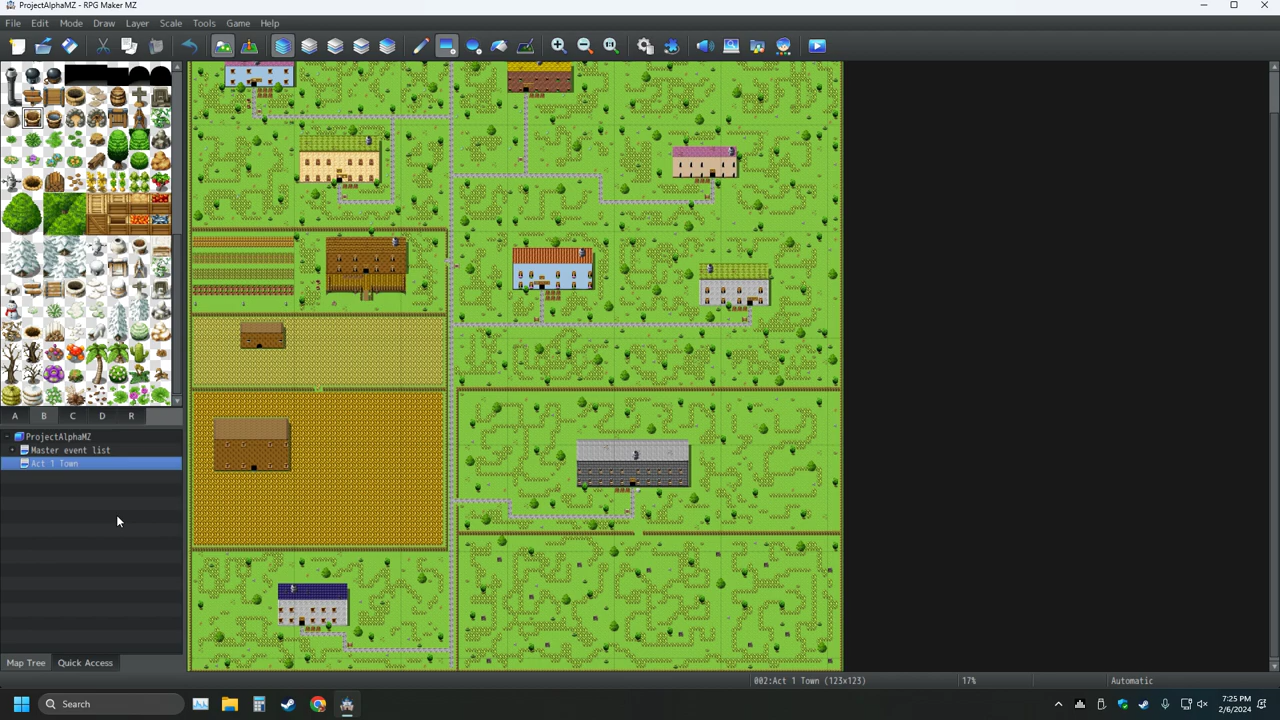 ProjectAlphaMZ - RPG Maker MZ
File Edit Mode Draw Layer Scale Tools Game Help
A B C D R
ProjectAlphaMZ
Master event list
Act 1 Town
Map Tree Quick Access
002:Act 1 Town (123x123) 17% Automatic
Search
7:25 PM
2/6/2024